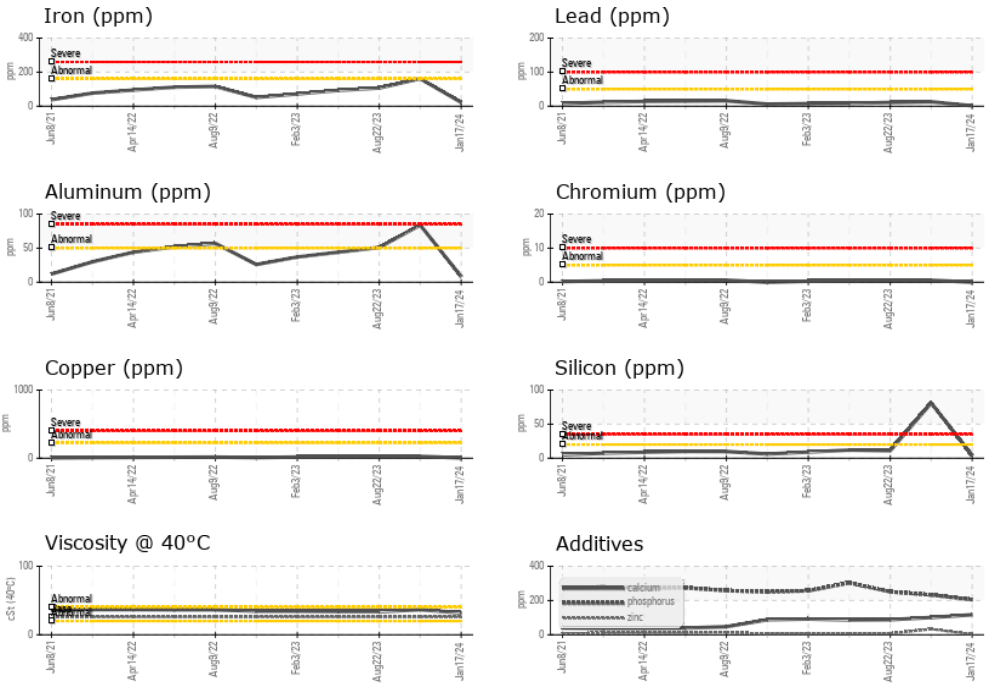 Iron (ppm)
400
200
0
ppm
Severe
Abnormal
Jun8/21
Apr14/22
Aug9/22
Feb3/23
Aug22/23
Jan17/24
Lead (ppm)
200
100
0
ppm
Severe
Abnormal
Jun8/21
Apr14/22
Aug9/22
Feb3/23
Aug22/23
Jan17/24
Aluminum (ppm)
100
50
0
ppm
Severe
Abnormal
Jun8/21
Apr14/22
Aug9/22
Feb3/23
Aug22/23
Jan17/24
Chromium (ppm)
20
10
0
ppm
Severe
Abnormal
Jun8/21
Apr14/22
Aug9/22
Feb3/23
Aug22/23
Jan17/24
Copper (ppm)
1000
0
ppm
Severe
Abnormal
Jun8/21
Apr14/22
Aug9/22
Feb3/23
Aug22/23
Jan17/24
Silicon (ppm)
100
50
0
ppm
Severe
Abnormal
Jun8/21
Apr14/22
Aug9/22
Feb3/23
Aug22/23
Jan17/24
Viscosity @ 40°C
100
0
cSt (40°C)
Abnormal
Abnormal
Jun8/21
Apr14/22
Aug9/22
Feb3/23
Aug22/23
Jan17/24
Additives
400
200
0
ppm
calcium
phosphorus
zinc
Jun8/21
Apr14/22
Aug9/22
Feb3/23
Aug22/23
Jan17/24